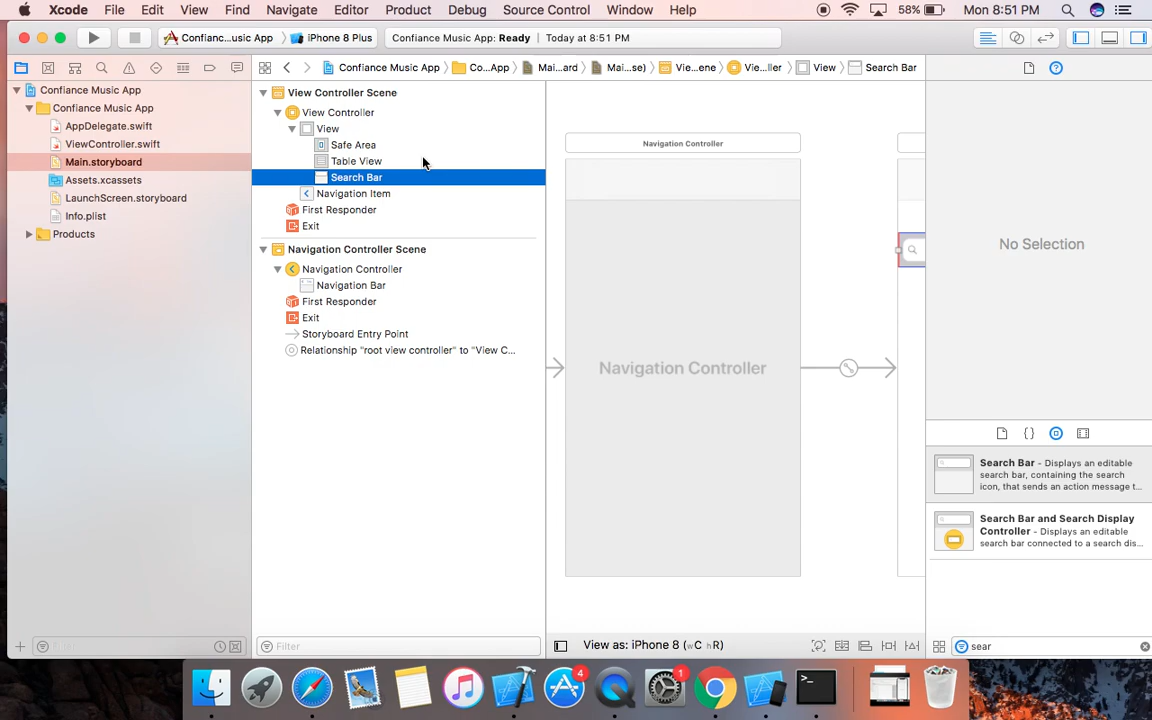 Xcode File Edit View Find Navigate Editor Product Debug Source Control Window Help 58% Mon 8:51 PM
Confianc...usic App iPhone 8 Plus Confiance Music App: Ready Today at 8:51 PM
Confiance Music App Co...App Mai...ard Mai...se) Vie...ene Vie...ller View Search Bar
Confiance Music App
Confiance Music App
AppDelegate.swift
ViewController.swift
Main.storyboard
Assets.xcassets
LaunchScreen.storyboard
Info.plist
Products
View Controller Scene
View Controller
View
Safe Area
Table View
Search Bar
Navigation Item
First Responder
Exit
Navigation Controller Scene
Navigation Controller
Navigation Bar
First Responder
Exit
Storyboard Entry Point
Relationship "root view controller" to "View C...
Filter
Navigation Controller
Navigation Controller
View as: iPhone 8 (wC hR)
No Selection
{ }
Search Bar - Displays an editable
search bar, containing the search
icon, that sends an action message t...
Search Bar and Search Display
Controller - Displays an editable
search bar connected to a search dis...
sear
4
1
>_